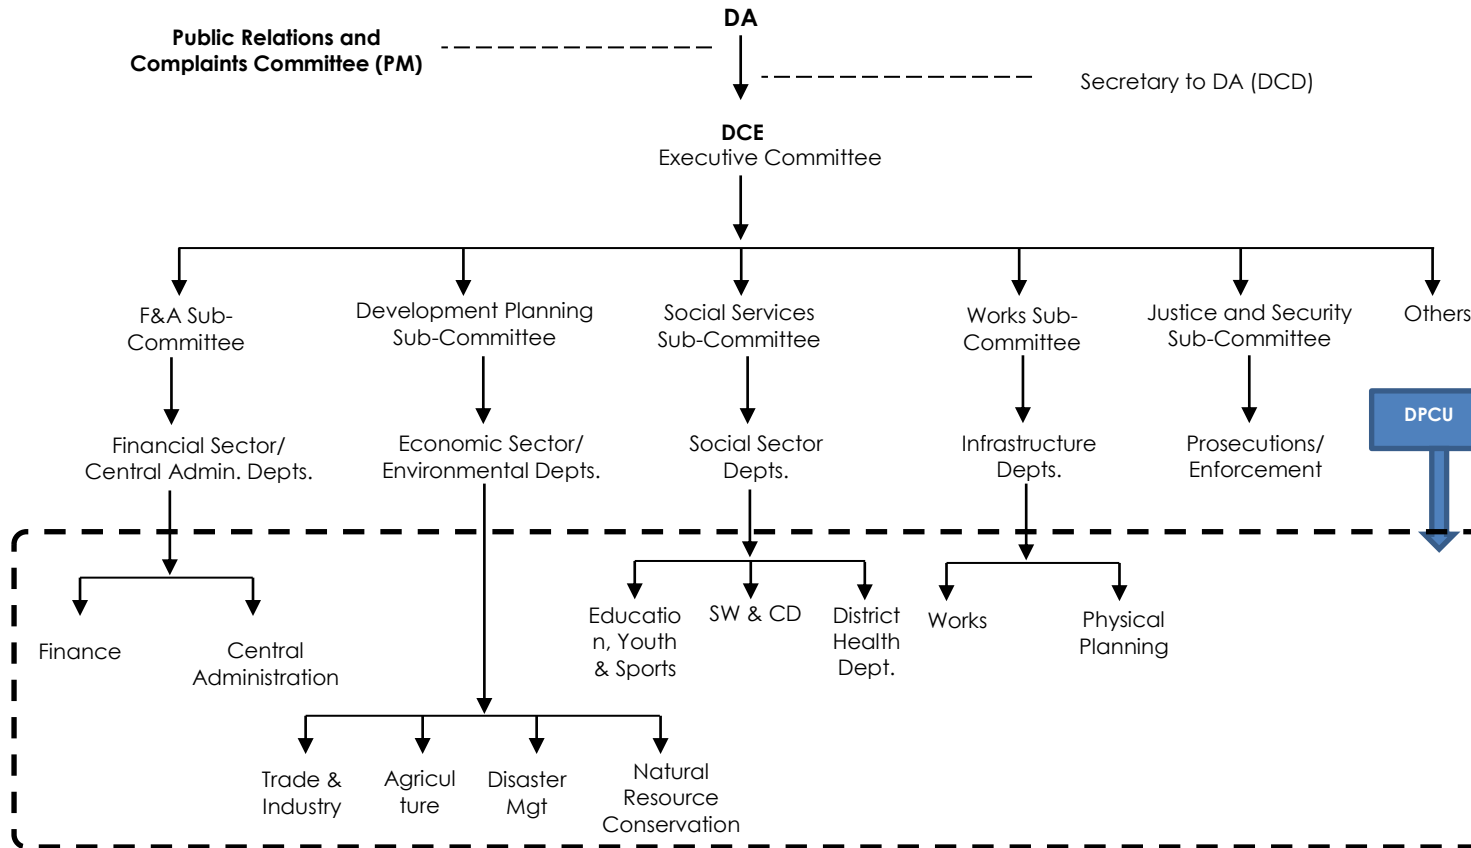 DA
Public Relations and
Complaints Committee (PM)
Secretary to DA (DCD)
DCE
Executive Committee
F&A Sub-
Committee
Development Planning
Sub-Committee
Social Services
Sub-Committee
Works Sub-
Committee
Justice and Security
Sub-Committee
Others
DPCU
Financial Sector/
Central Admin. Depts.
Economic Sector/
Environmental Depts.
Social Sector
Depts.
Infrastructure
Depts.
Prosecutions/
Enforcement
Finance
Central
Administration
Educatio
n, Youth
& Sports
SW & CD
District
Health
Dept.
Works
Physical
Planning
Trade &
Industry
Agricul
ture
Disaster
Mgt
Natural
Resource
Conservation